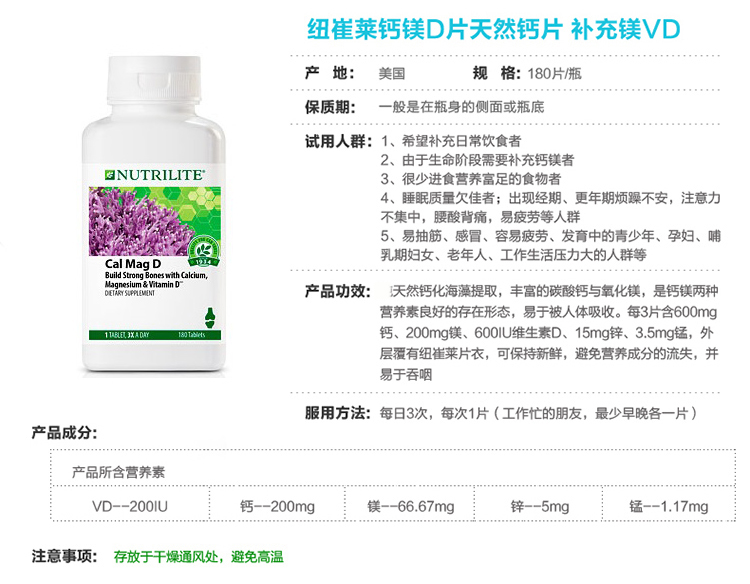 纽崔莱钙镁D片天然钙片 补充镁VD
产 地： 美国 规 格: 180片/瓶
保质期: 一般是在瓶身的侧面或瓶底
试用人群: 1、希望补充日常饮食者
2、由于生命阶段需要补充钙镁者
3、很少进食营养富足的食物者
4、睡眠质量欠佳者；出现经期、更年期烦躁不安，注意力
不集中，腰酸背痛，易疲劳等人群
5、易抽筋、感冒、容易疲劳、发育中的青少年、孕妇、哺
乳期妇女、老年人、工作生活压力大的人群等
产品功效: 天然钙化海藻提取，丰富的碳酸钙与氧化镁，是钙镁两种
营养素良好的存在形态，易于被人体吸收。每3片含600mg
钙、200mg镁、600IU维生素D、15mg锌、3.5mg锰，外
层覆有纽崔莱片衣，可保持新鲜，避免营养成分的流失，并
易于吞咽
服用方法: 每日3次，每次1片（工作忙的朋友，最少早晚各一片）
NUTRILITE®
Cal Mag D
Build Strong Bones with Calcium,
Magnesium & Vitamin D**
DIETARY SUPPLEMENT
1934
1 TABLET, 3X A DAY 180 Tablets
产品成分:
产品所含营养素
VD--200IU 钙--200mg 镁--66.67mg 锌--5mg 锰--1.17mg
注意事项: 存放于干燥通风处，避免高温